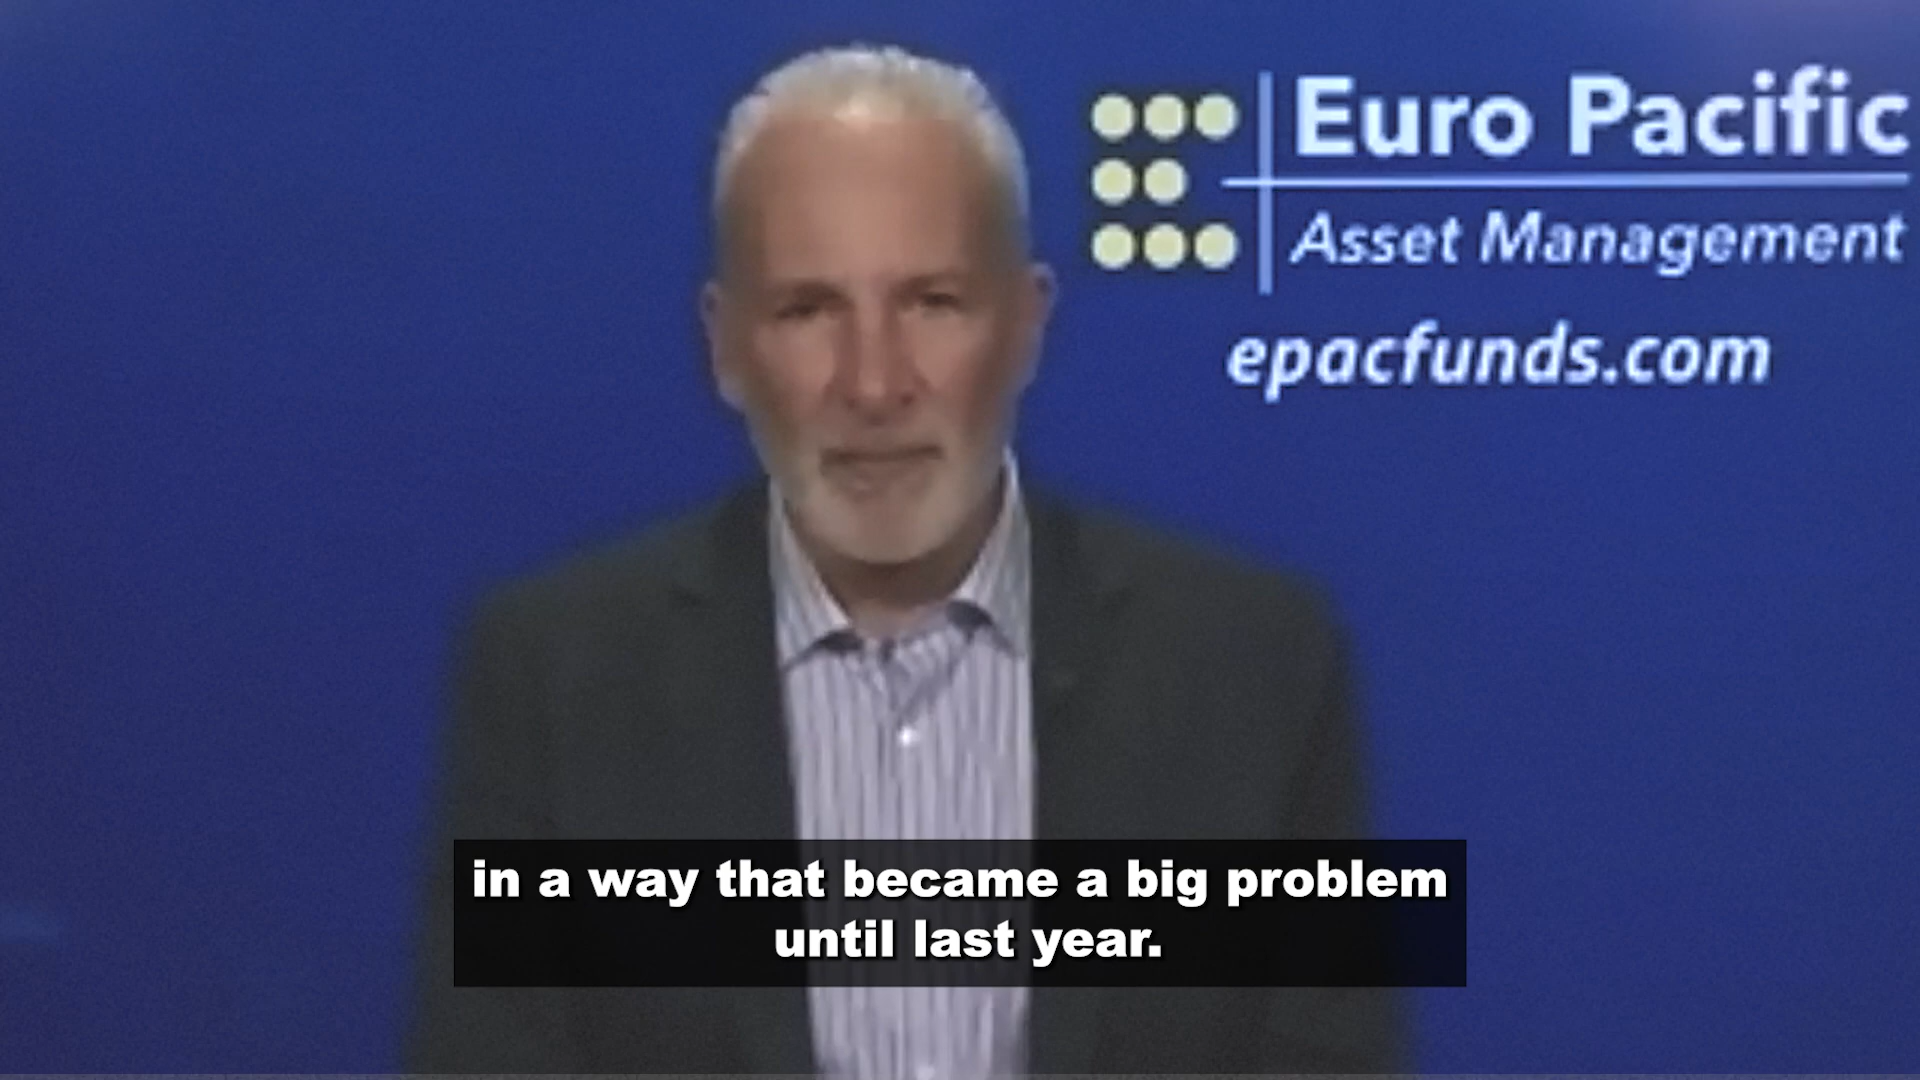 Euro Pacific
Asset Management
epacfunds.com
in a way that became a big problem
until last year.